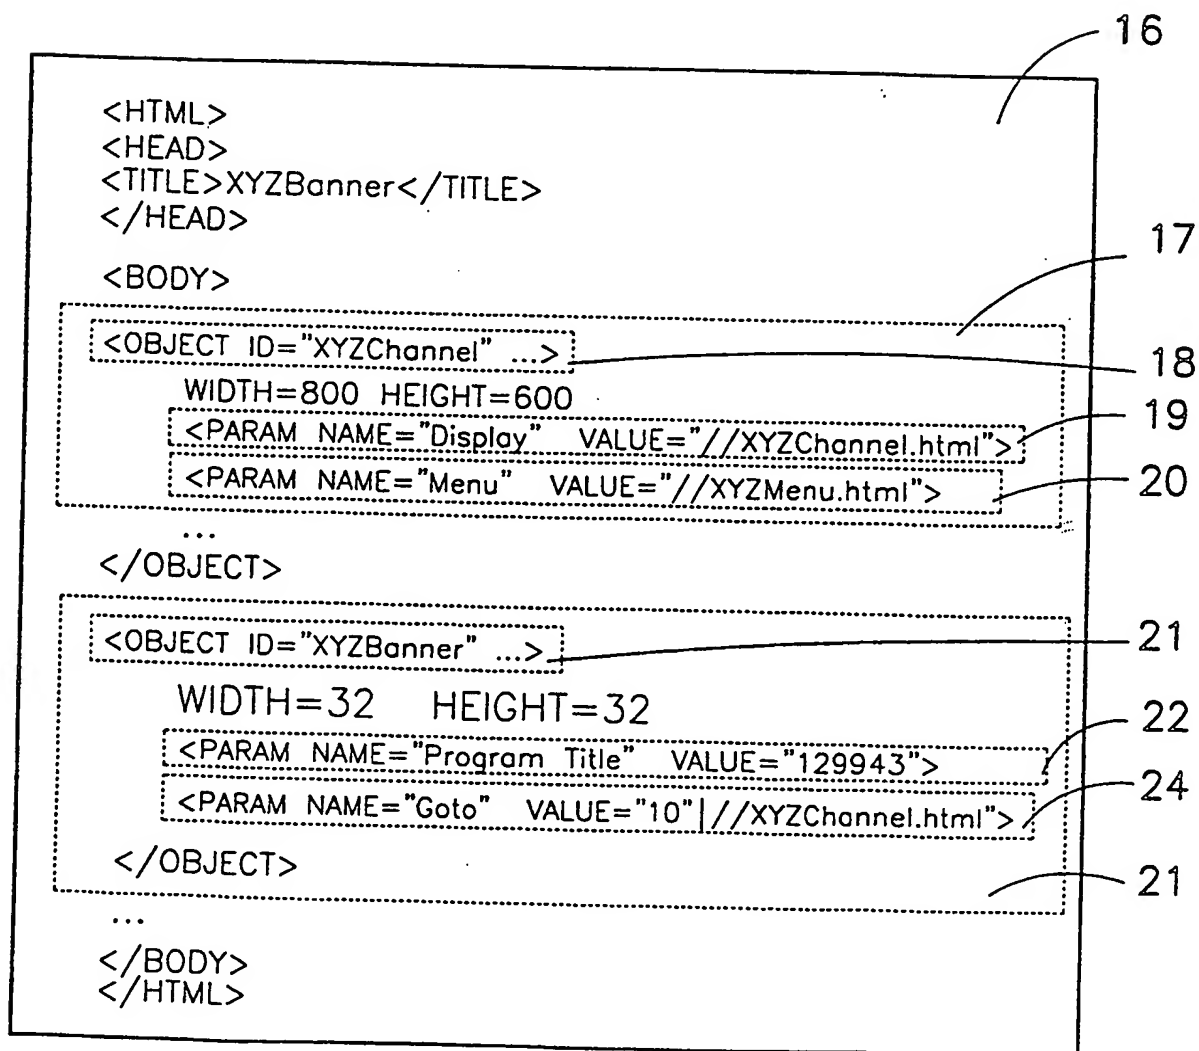 16
<HTML>
<HEAD>
<TITLE>XYZBanner</TITLE>
</HEAD>
17
<BODY>
<OBJECT ID="XYZChannel" ...>
18
WIDTH=800 HEIGHT=600
19
<PARAM NAME="Display" VALUE="//XYZChannel.html">
<PARAM NAME="Menu" VALUE="//XYZMenu.html">
20
...
</OBJECT>
<OBJECT ID="XYZBanner" ...>
21
WIDTH=32 HEIGHT=32
22
<PARAM NAME="Program Title" VALUE="129943">
24
<PARAM NAME="Goto" VALUE="10"|//XYZChannel.html">
</OBJECT>
21
...
</BODY>
</HTML>